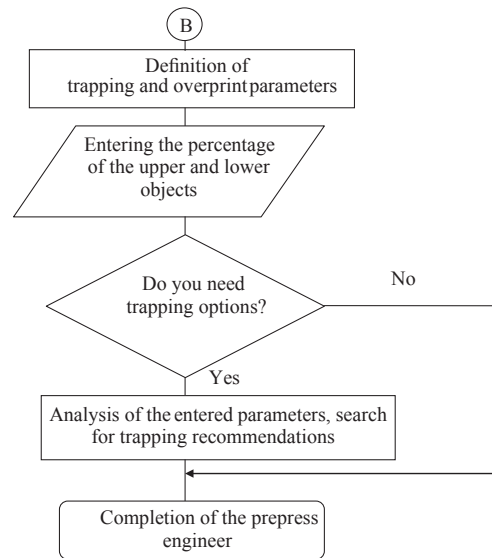 B
Definition of
trapping and overprint parameters
Entering the percentage
of the upper and lower
objects
Do you need
trapping options?
No
Yes
Analysis of the entered parameters, search
for trapping recommendations
Completion of the prepress
engineer